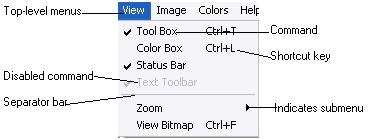 Top-level menus View Image Colors Help
Tool Box Ctrl+T Command
Color Box Ctrl+L Shortcut key
Status Bar
Disabled command Text Toolbar
Separator bar
Zoom Indicates submenu
View Bitmap Ctrl+F